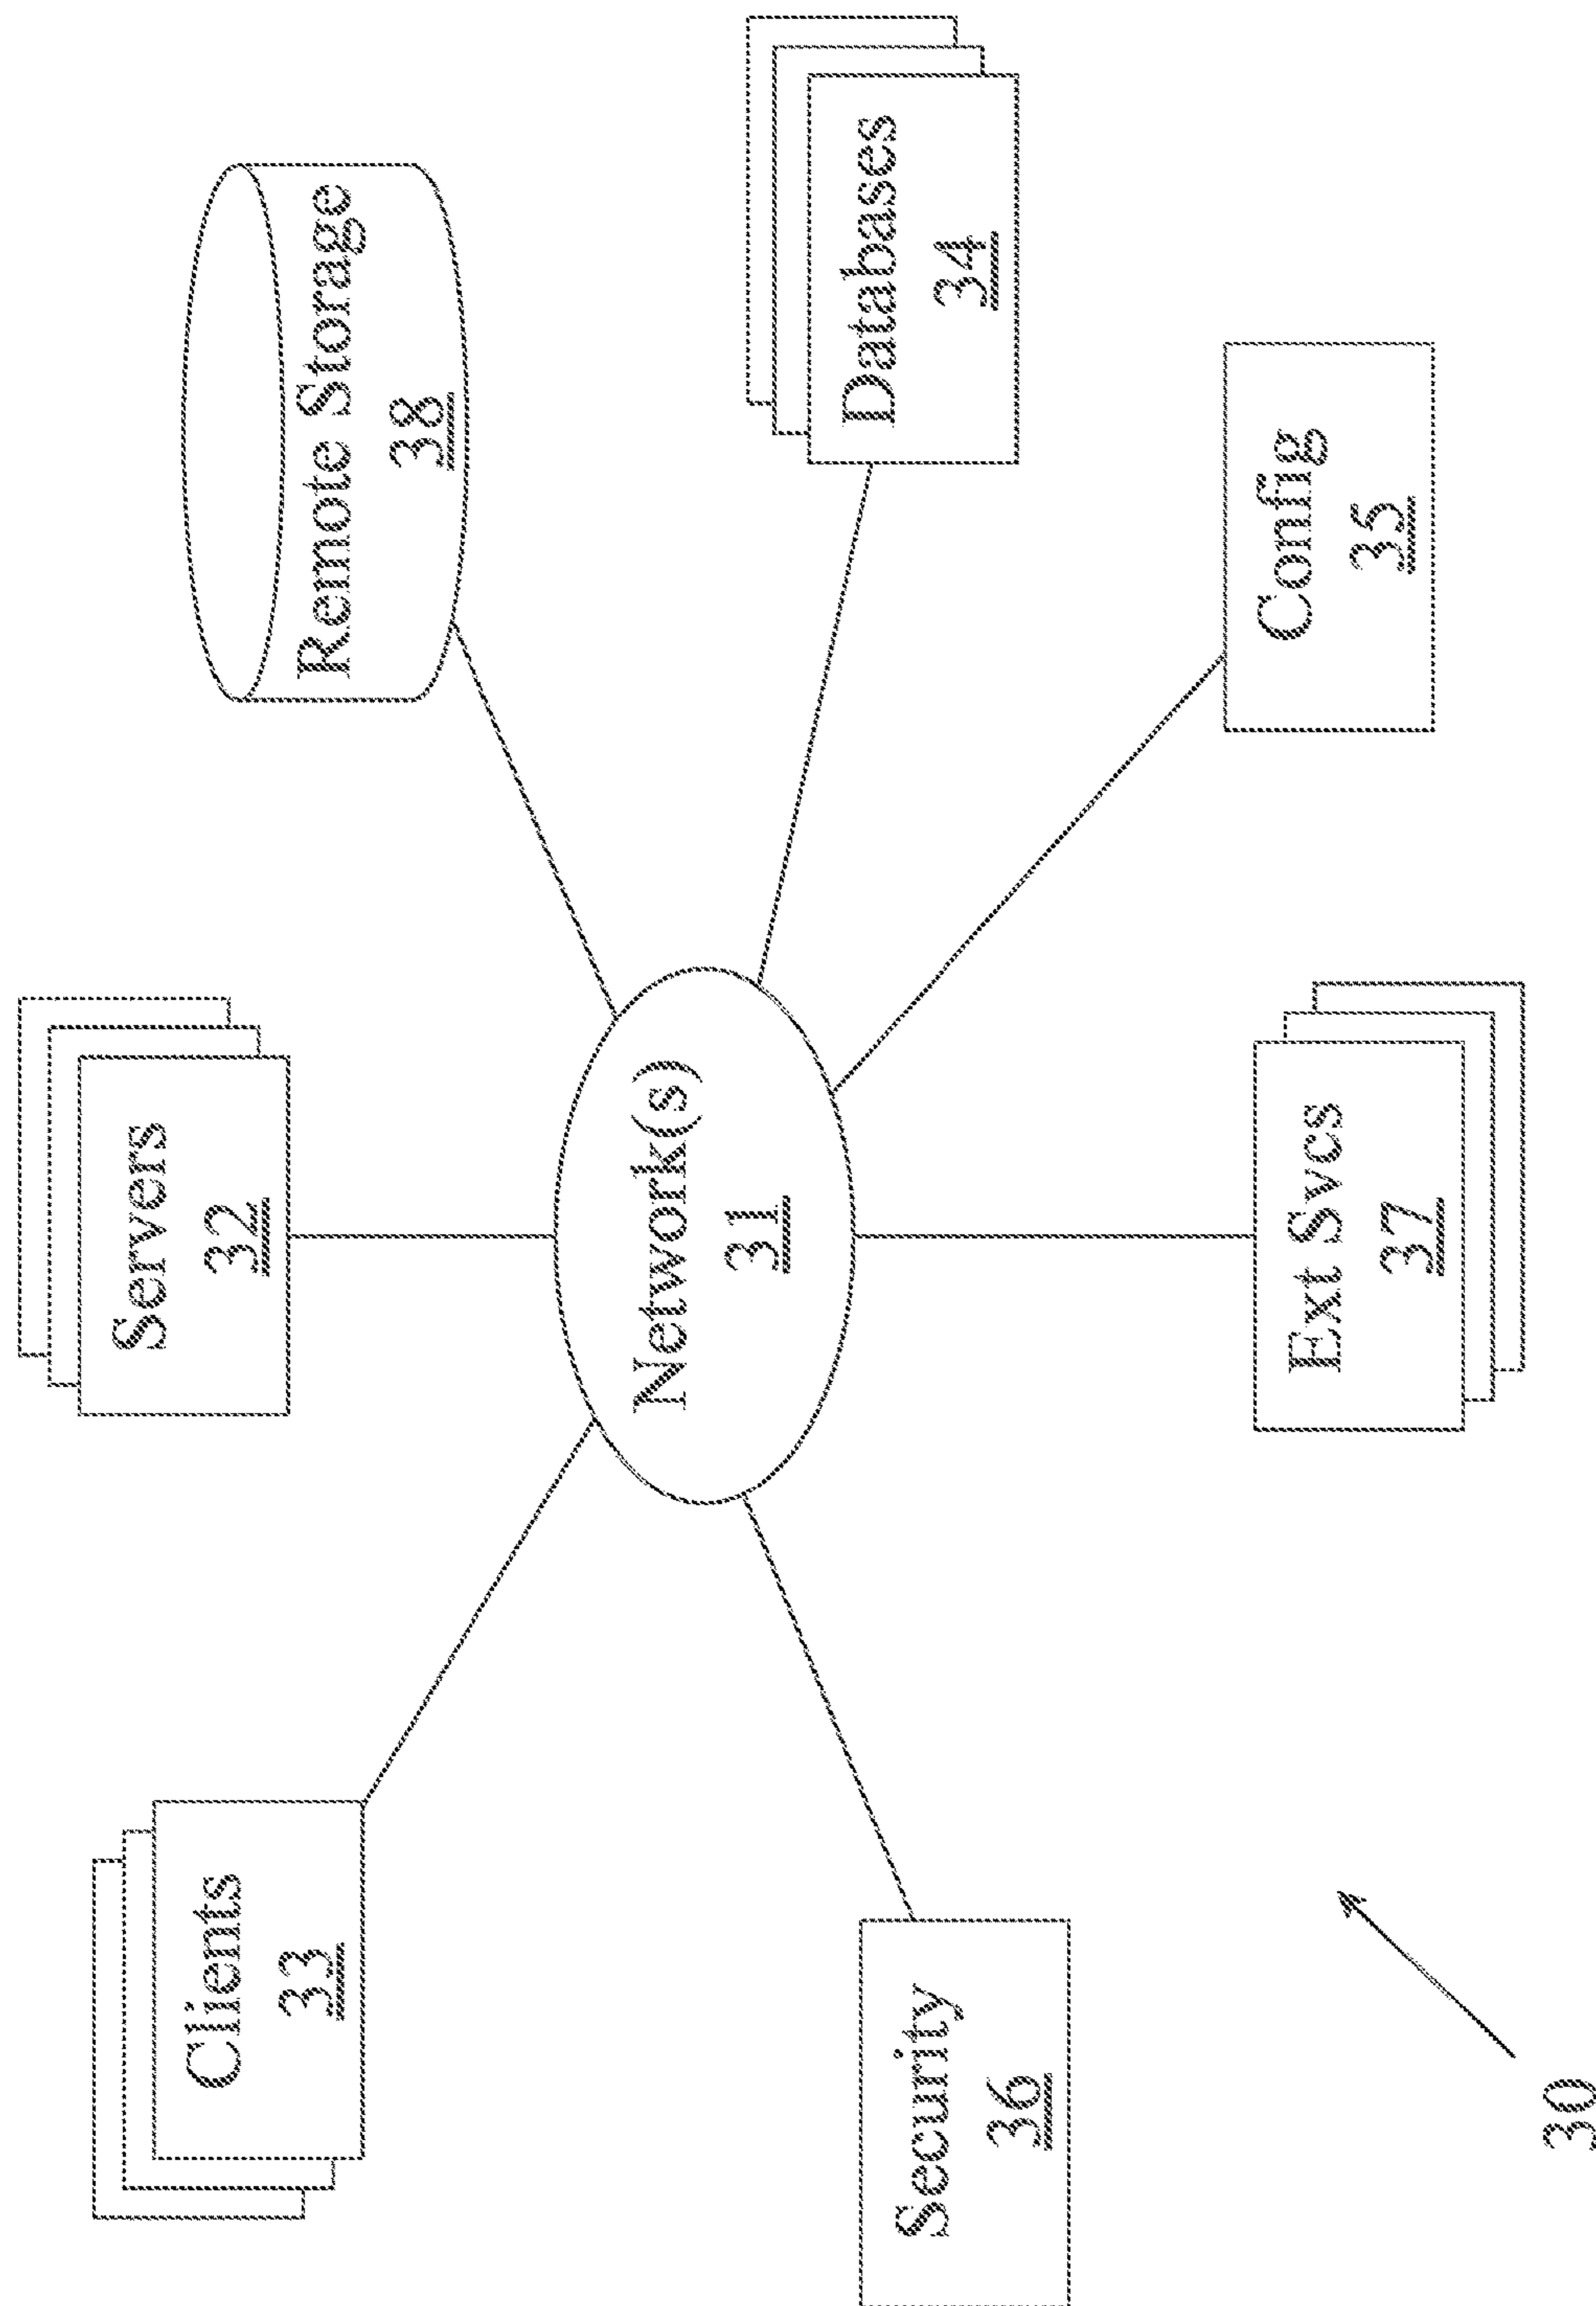 Servers
32
Clients
33
Remote Storage
38
Network(s)
31
Databases
34
Security
36
Ext Svcs
37
Config
35
30